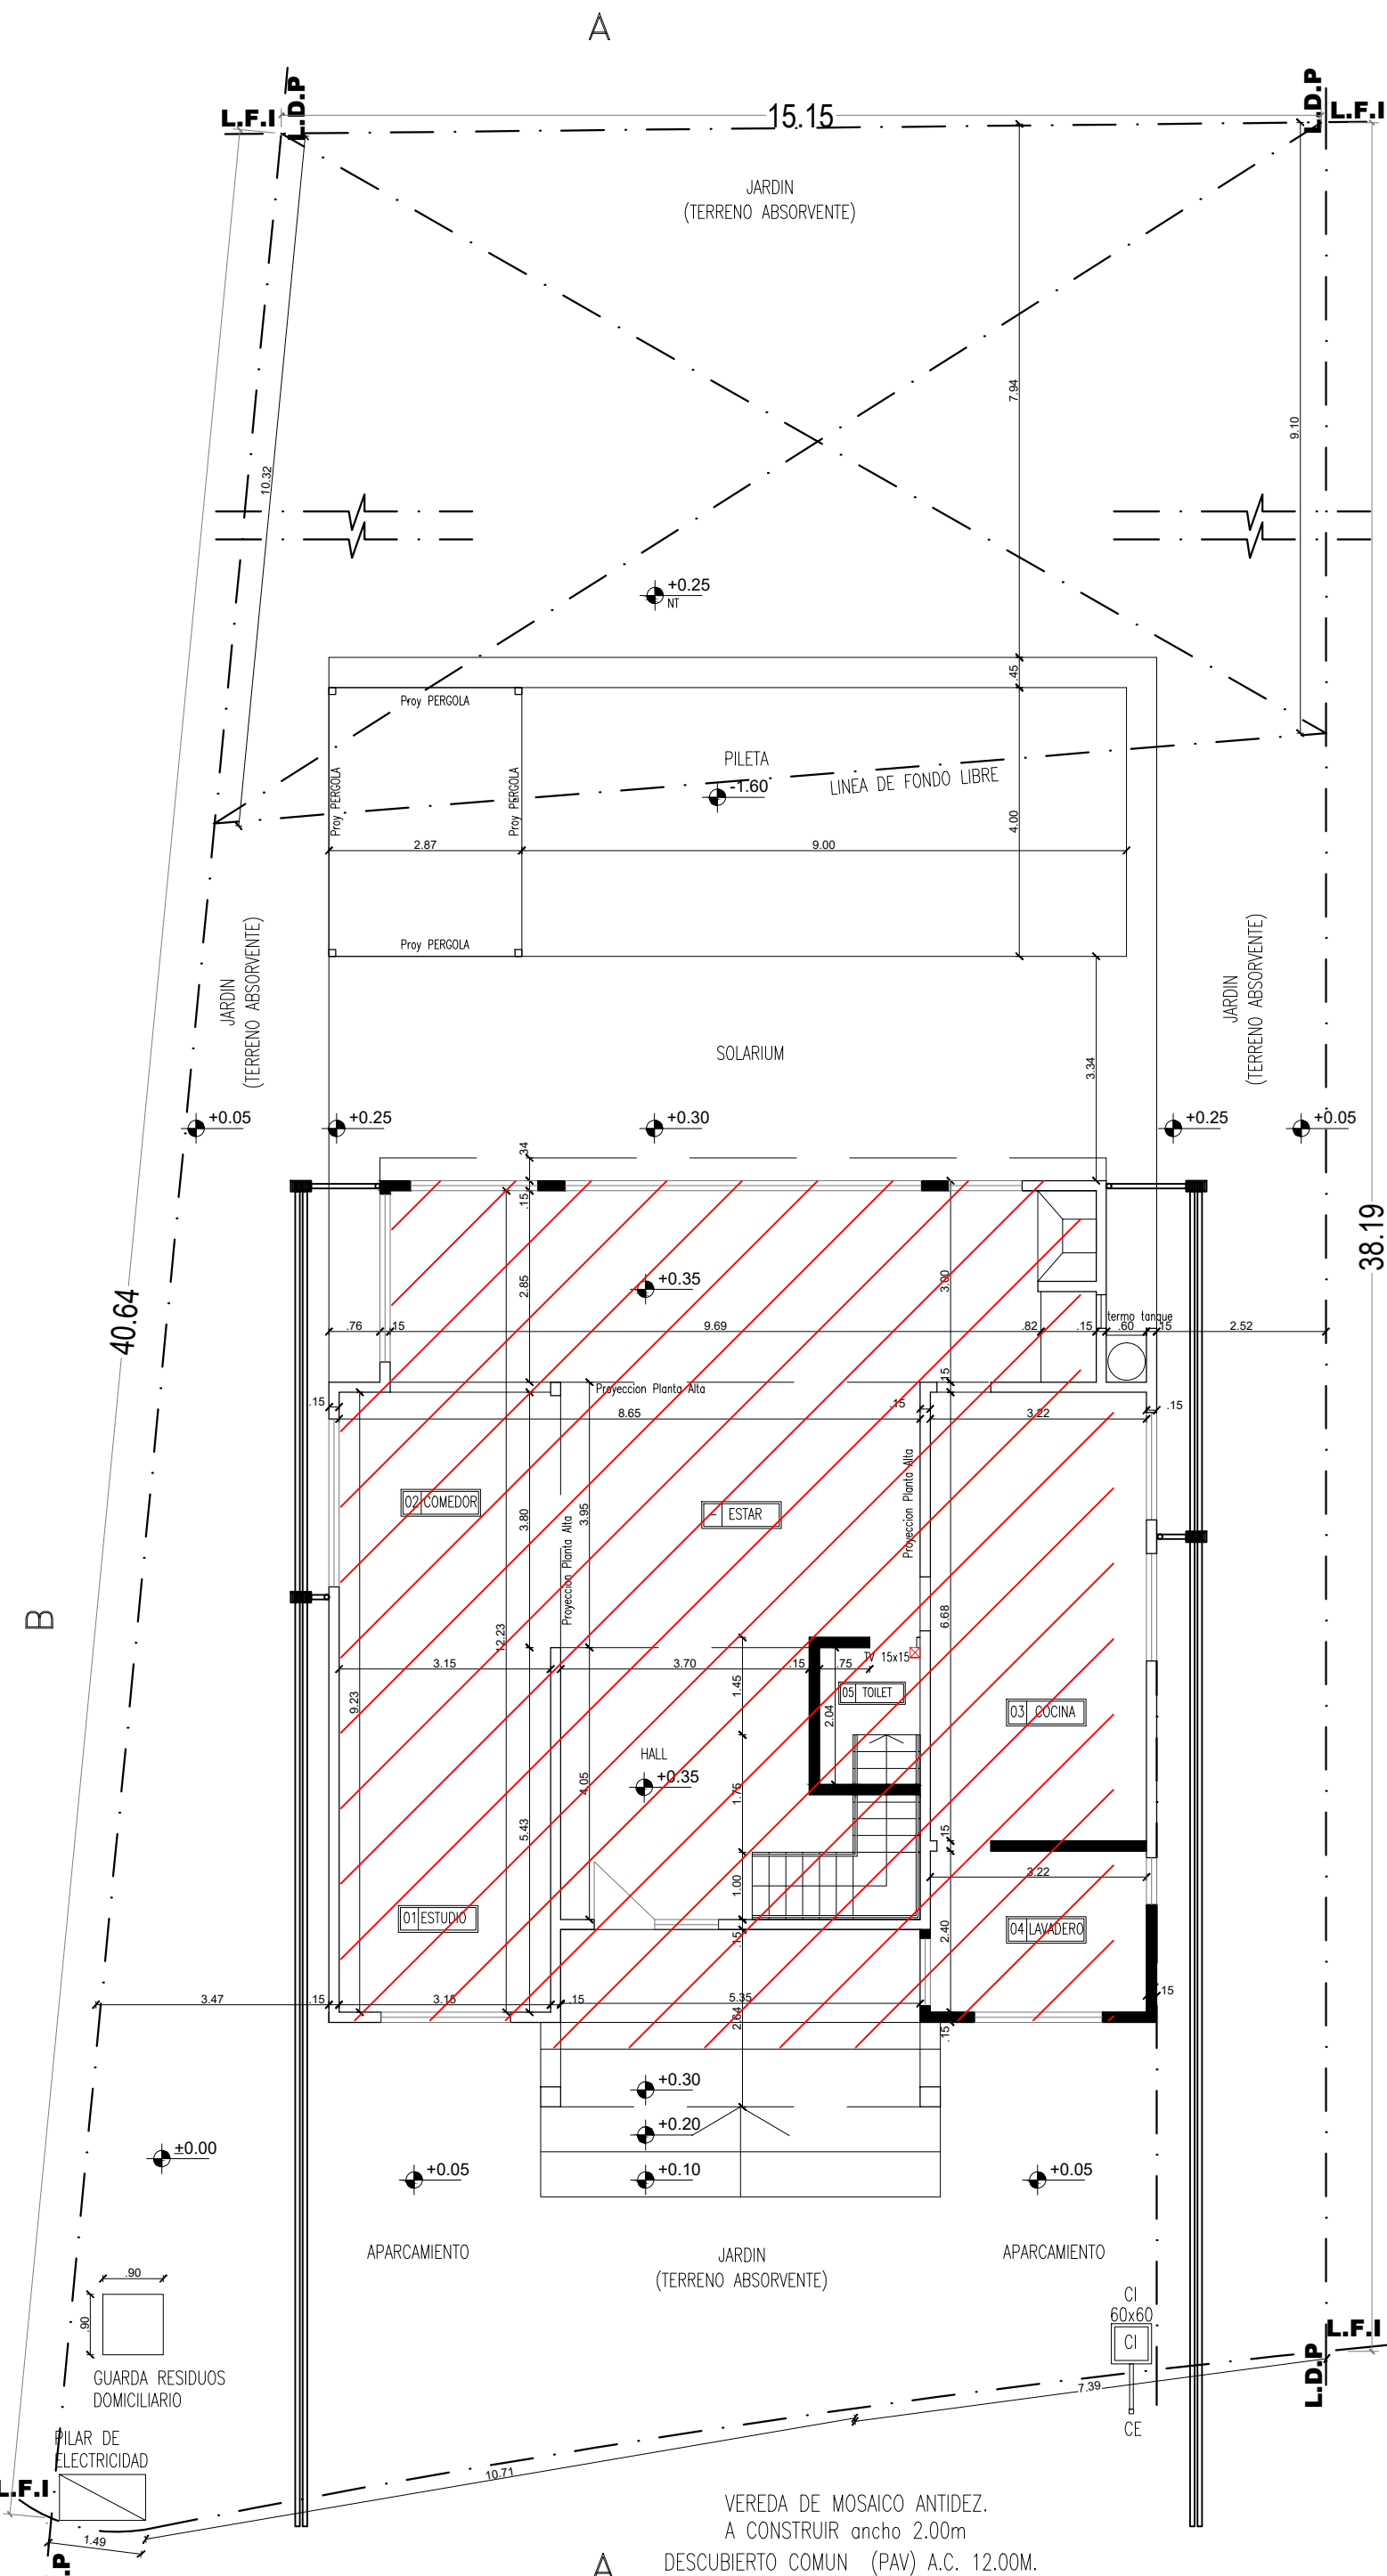 A
L.F.I
L.D.P
15.15
L.D.P
L.F.I
JARDIN
(TERRENO ABSORVENTE)
7.94
9.10
10.32
+0.25
NT
.45
Proy PERGOLA
PILETA
LINEA DE FONDO LIBRE
-1.60
Proy PERGOLA
Proy PERGOLA
4.00
2.87
9.00
Proy PERGOLA
JARDIN
(TERRENO ABSORVENTE)
JARDIN
(TERRENO ABSORVENTE)
SOLARIUM
3.34
+0.05
+0.25
+0.30
+0.25
+0.05
.34
.15
38.19
40.64
+0.35
2.85
3.00
termo tanque
.76
.15
9.69
.82
.15
.60
.15
2.52
.15
Proyeccion Planta Alta
.15
8.65
.15
3.22
.15
02 COMEDOR
- ESTAR
3.80
3.95
Proyeccion Planta Alta
Proyeccion Planta Alta
B
12.23
6.68
TV 15x15
3.15
3.70
.15
.75
1.45
05 TOILET
9.23
2.04
03 COCINA
HALL
+0.35
4.05
1.75
5.43
.15
3.22
1.00
01 ESTUDIO
04 LAVADERO
2.40
.15
3.47
.15
3.15
.15
5.35
.15
2.64
.15
+0.30
+0.20
±0.00
+0.05
+0.10
+0.05
APARCAMIENTO
JARDIN
(TERRENO ABSORVENTE)
APARCAMIENTO
.90
.90
CI
60x60
CI
L.F.I
L.D.P
GUARDA RESIDUOS
DOMICILIARIO
7.39
CE
PILAR DE
ELECTRICIDAD
10.71
L.F.I
VEREDA DE MOSAICO ANTIDEZ.
A CONSTRUIR ancho 2.00m
1.49
DESCUBIERTO COMUN (PAV) A.C. 12.00M.
A